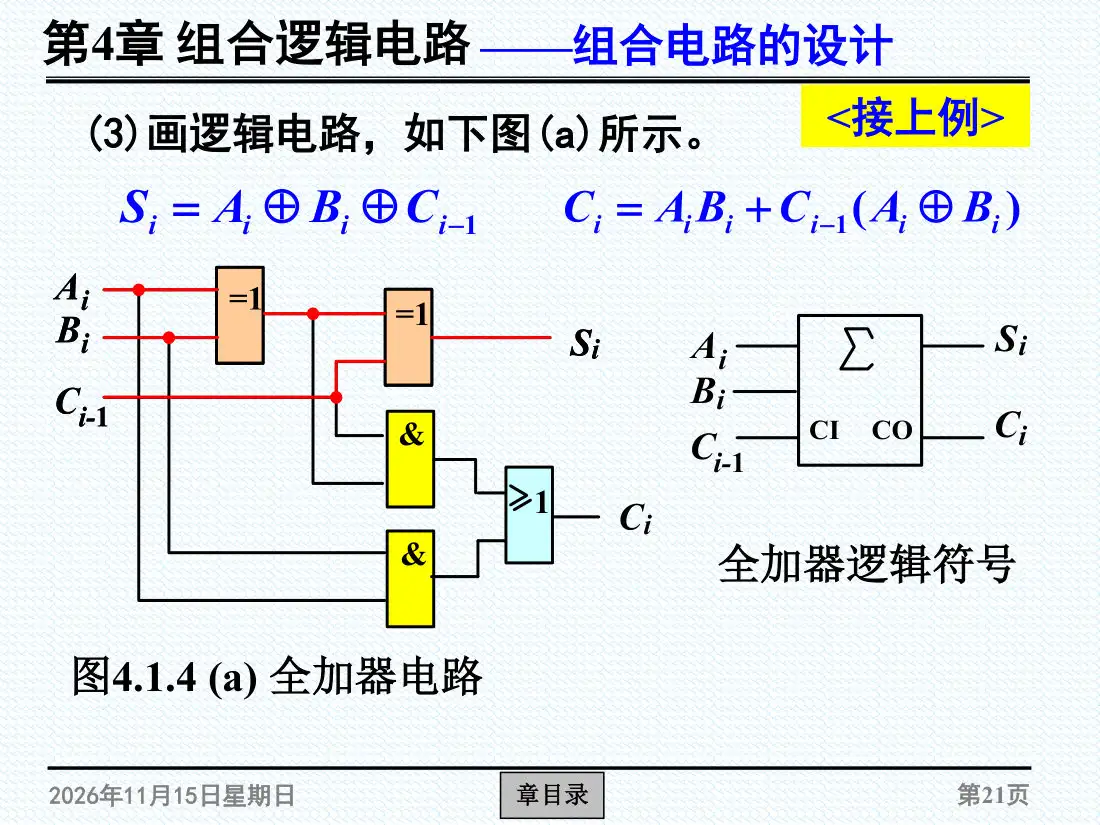 第4章 组合逻辑电路 ——组合电路的设计
<接上例>
(3)画逻辑电路，如下图(a)所示。
Sᵢ = Aᵢ ⊕ Bᵢ ⊕ Cᵢ₋₁
Cᵢ = AᵢBᵢ + Cᵢ₋₁(Aᵢ ⊕ Bᵢ)
Aᵢ
Bᵢ
Cᵢ₋₁
=1
=1
Sᵢ
&
&
≥1
Cᵢ
Aᵢ
Bᵢ
Cᵢ₋₁
∑
CI CO
Sᵢ
Cᵢ
全加器逻辑符号
图4.1.4 (a) 全加器电路
2026年11月15日星期日
章目录
第21页